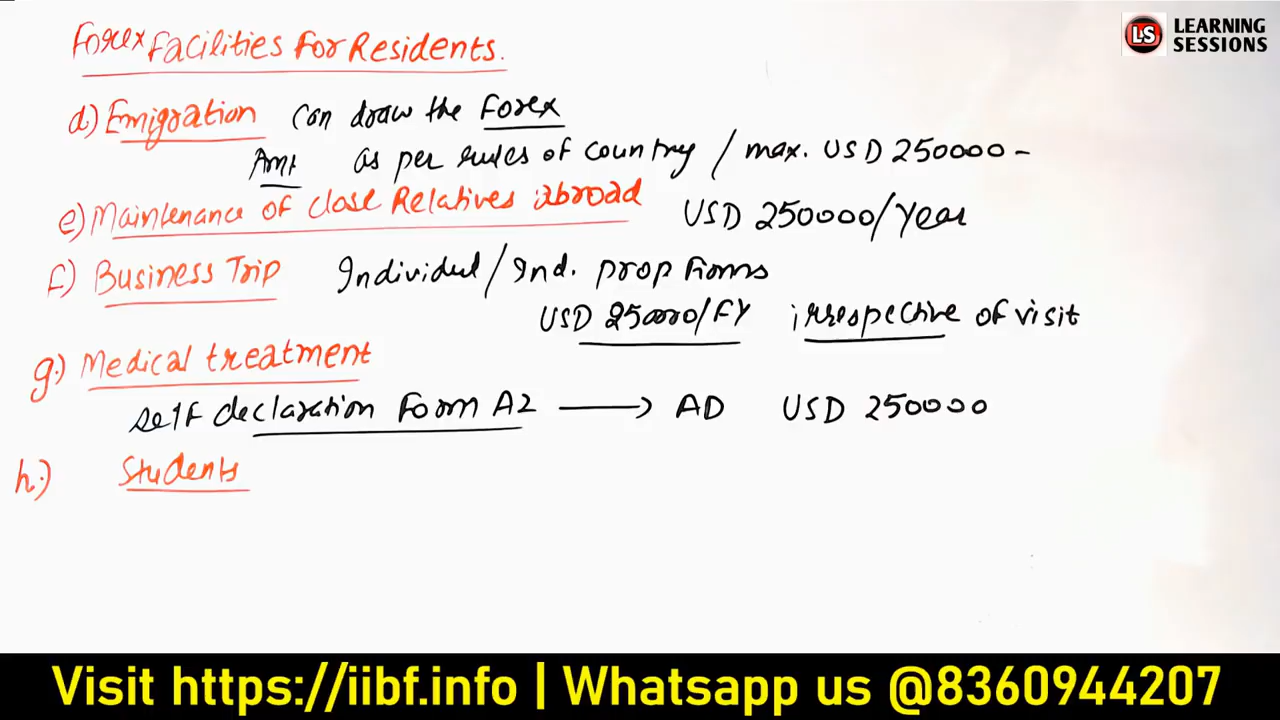 Forex Facilities For Residents.
LS LEARNING SESSIONS
d) Emigration can draw the Forex
Amt as per rules of country / max. USD 250000 -
e) Maintenance of close Relatives abroad USD 250000/Year
f) Business Trip Individual/Ind. prop Firms
USD 250000/FY irrespective of visit
g.) Medical treatment
self declaration Form A2 → AD USD 250000
h.) Students
Visit https://iibf.info | Whatsapp us @8360944207